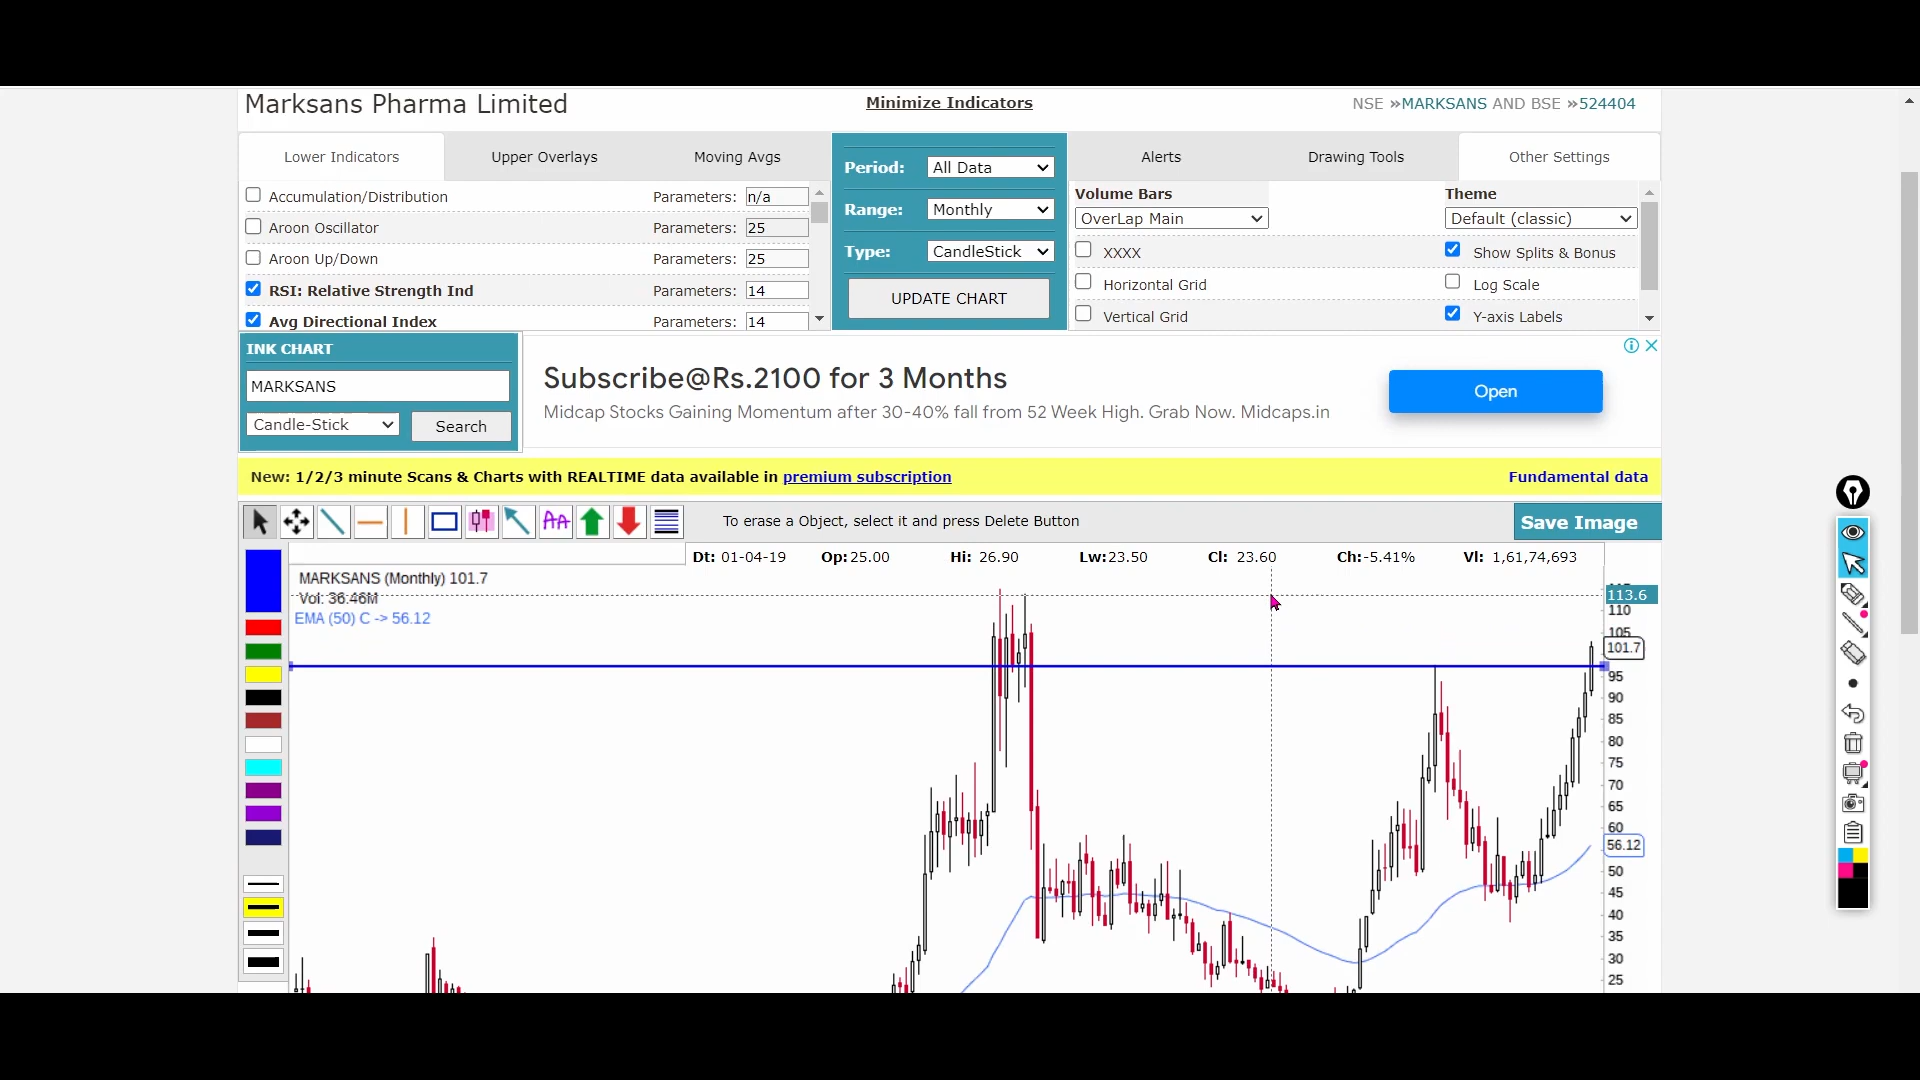 Marksans Pharma Limited
Minimize Indicators
NSE »MARKSANS AND BSE »524404
Lower Indicators
Upper Overlays
Moving Avgs
Accumulation/Distribution Parameters: n/a
Aroon Oscillator Parameters: 25
Aroon Up/Down Parameters: 25
RSI: Relative Strength Ind Parameters: 14
Avg Directional Index Parameters: 14
Period: All Data
Range: Monthly
Type: CandleStick
UPDATE CHART
Alerts
Drawing Tools
Other Settings
Volume Bars
OverLap Main
XXXX
Horizontal Grid
Vertical Grid
Theme
Default (classic)
Show Splits & Bonus
Log Scale
Y-axis Labels
INK CHART
MARKSANS
Candle-Stick
Search
Subscribe@Rs.2100 for 3 Months
Midcap Stocks Gaining Momentum after 30-40% fall from 52 Week High. Grab Now. Midcaps.in
Open
New: 1/2/3 minute Scans & Charts with REALTIME data available in premium subscription
Fundamental data
AA
To erase a Object, select it and press Delete Button
Save Image
Dt: 01-04-19 Op:25.00 Hi: 26.90 Lw:23.50 Cl: 23.60 Ch:-5.41% Vl: 1,61,74,693
MARKSANS (Monthly) 101.7
Vol: 36.46M
EMA (50) C -> 56.12
113.6
110
105
101.7
95
90
85
80
75
70
65
60
56.12
50
45
40
35
30
25